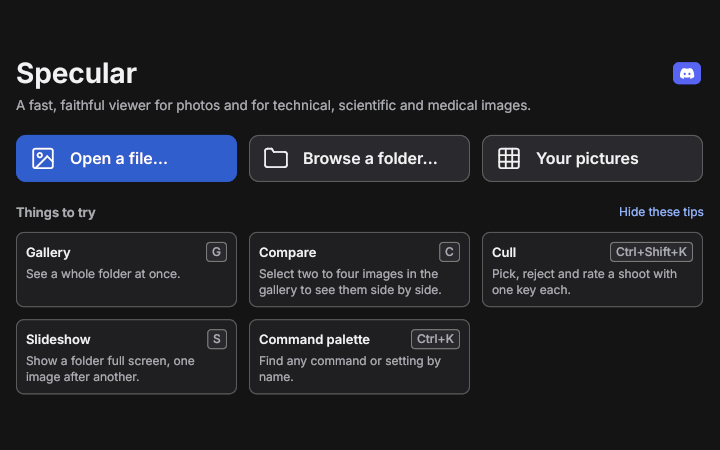 Specular
A fast, faithful viewer for photos and for technical, scientific and medical images.
Open a file...
Browse a folder...
Your pictures
Things to try
Hide these tips
Gallery
G
See a whole folder at once.
Compare
C
Select two to four images in the
gallery to see them side by side.
Cull
Ctrl+Shift+K
Pick, reject and rate a shoot with
one key each.
Slideshow
S
Show a folder full screen, one
image after another.
Command palette
Ctrl+K
Find any command or setting by
name.